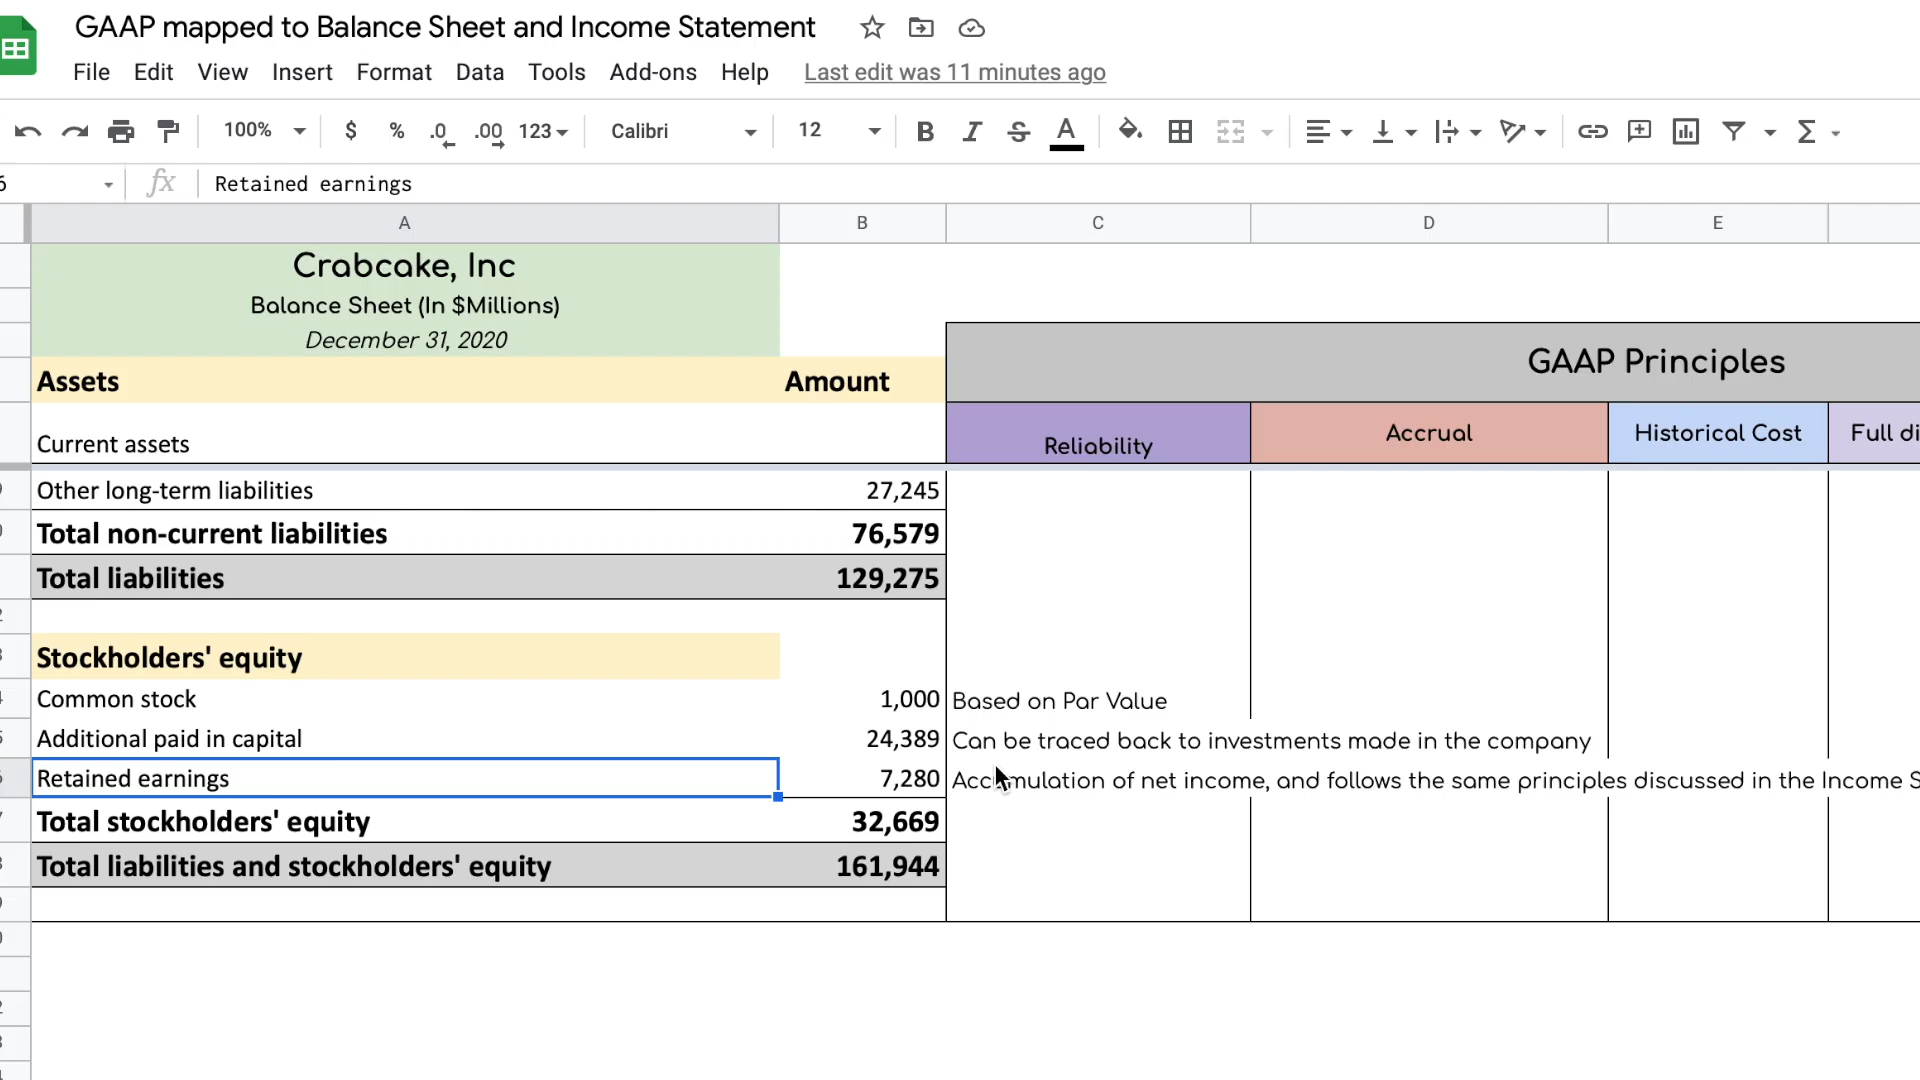 GAAP mapped to Balance Sheet and Income Statement
File Edit View Insert Format Data Tools Add-ons Help Last edit was 11 minutes ago
100% $ % .0 .00 123 Calibri 12 B I S A
fx Retained earnings
A B C D E
Crabcake, Inc
Balance Sheet (In $Millions)
December 31, 2020
GAAP Principles
Assets Amount
Current assets Reliability Accrual Historical Cost Full
Other long-term liabilities 27,245
Total non-current liabilities 76,579
Total liabilities 129,275
Stockholders' equity
Common stock 1,000 Based on Par Value
Additional paid in capital 24,389 Can be traced back to investments made in the company
Retained earnings 7,280 Accumulation of net income, and follows the same principles discussed in the Income
Total stockholders' equity 32,669
Total liabilities and stockholders' equity 161,944